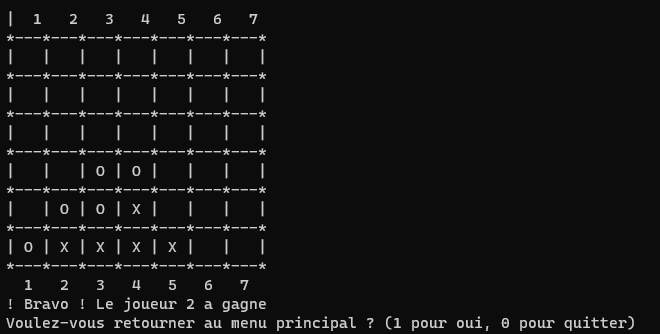 |  1   2   3   4   5   6   7
*---*---*---*---*---*---*---*
|   |   |   |   |   |   |   |
*---*---*---*---*---*---*---*
|   |   |   |   |   |   |   |
*---*---*---*---*---*---*---*
|   |   |   |   |   |   |   |
*---*---*---*---*---*---*---*
|   |   | O | O |   |   |   |
*---*---*---*---*---*---*---*
|   | O | O | X |   |   |   |
*---*---*---*---*---*---*---*
| O | X | X | X | X |   |   |
*---*---*---*---*---*---*---*
  1   2   3   4   5   6   7
! Bravo ! Le joueur 2 a gagne
Voulez-vous retourner au menu principal ? (1 pour oui, 0 pour quitter)